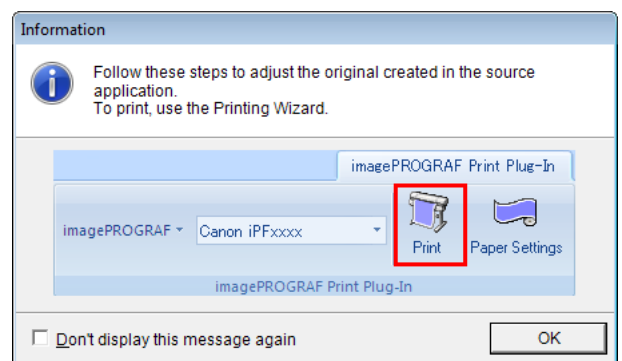 Information
Follow these steps to adjust the original created in the source
application.
To print, use the Printing Wizard.
imagePROGRAF Print Plug-In
imagePROGRAF
Canon iPFxxxx
Print
Paper Settings
imagePROGRAF Print Plug-In
Don't display this message again
OK